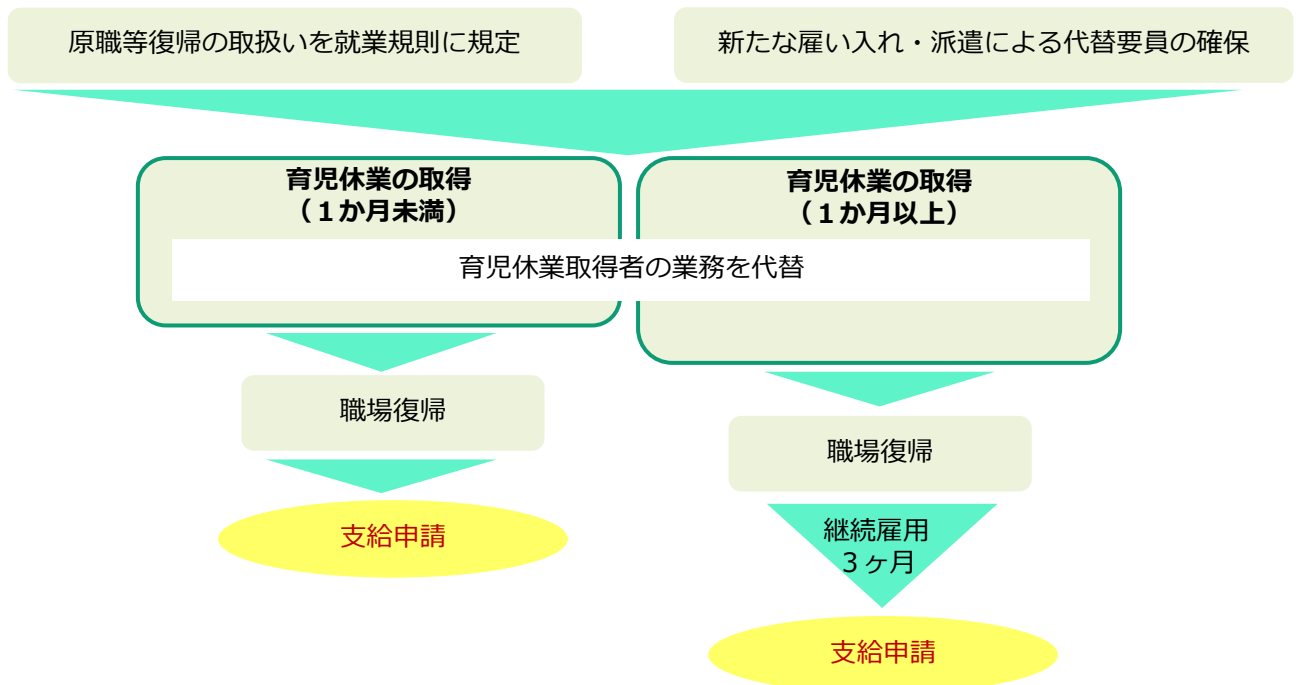 原職等復帰の取扱いを就業規則に規定
新たな雇い入れ・派遣による代替要員の確保
育児休業の取得
（１か月未満）
育児休業の取得
（１か月以上）
育児休業取得者の業務を代替
職場復帰
職場復帰
支給申請
継続雇用
３ヶ月
支給申請